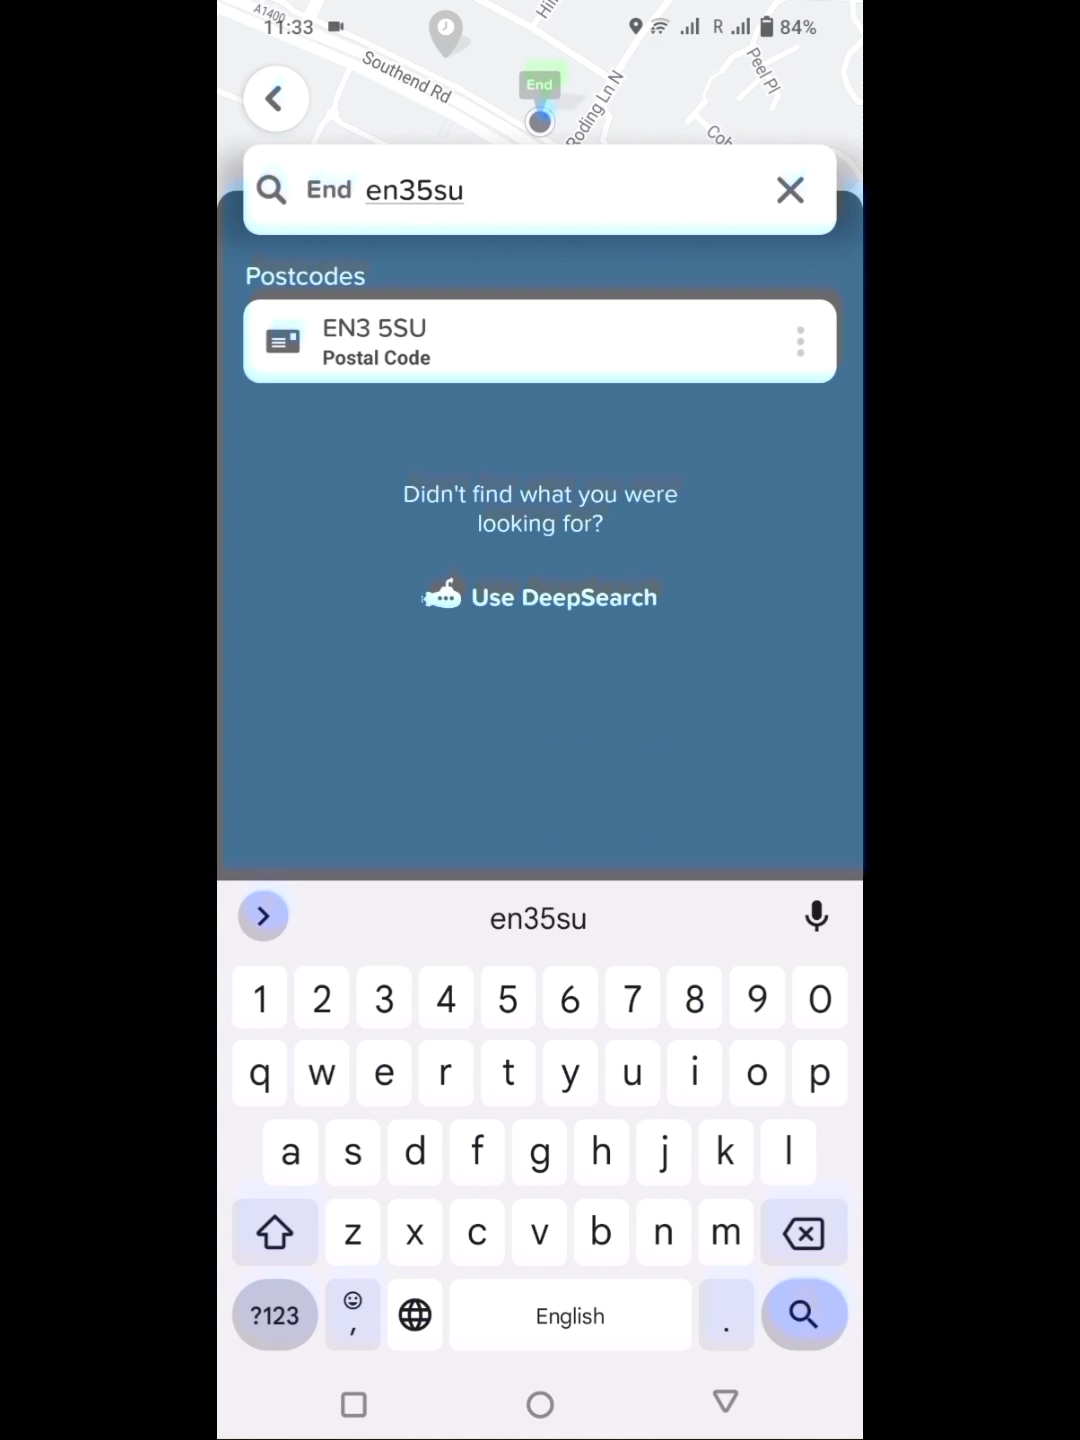 A1400
11:33
R
84%
Southend Rd
Roding Ln N
Peel Pl
End
End en35su
Postcodes
EN3 5SU
Postal Code
Didn't find what you were
looking for?
Use DeepSearch
en35su
1 2 3 4 5 6 7 8 9 0
q w e r t y u i o p
a s d f g h j k l
z x c v b n m
?123 , English .